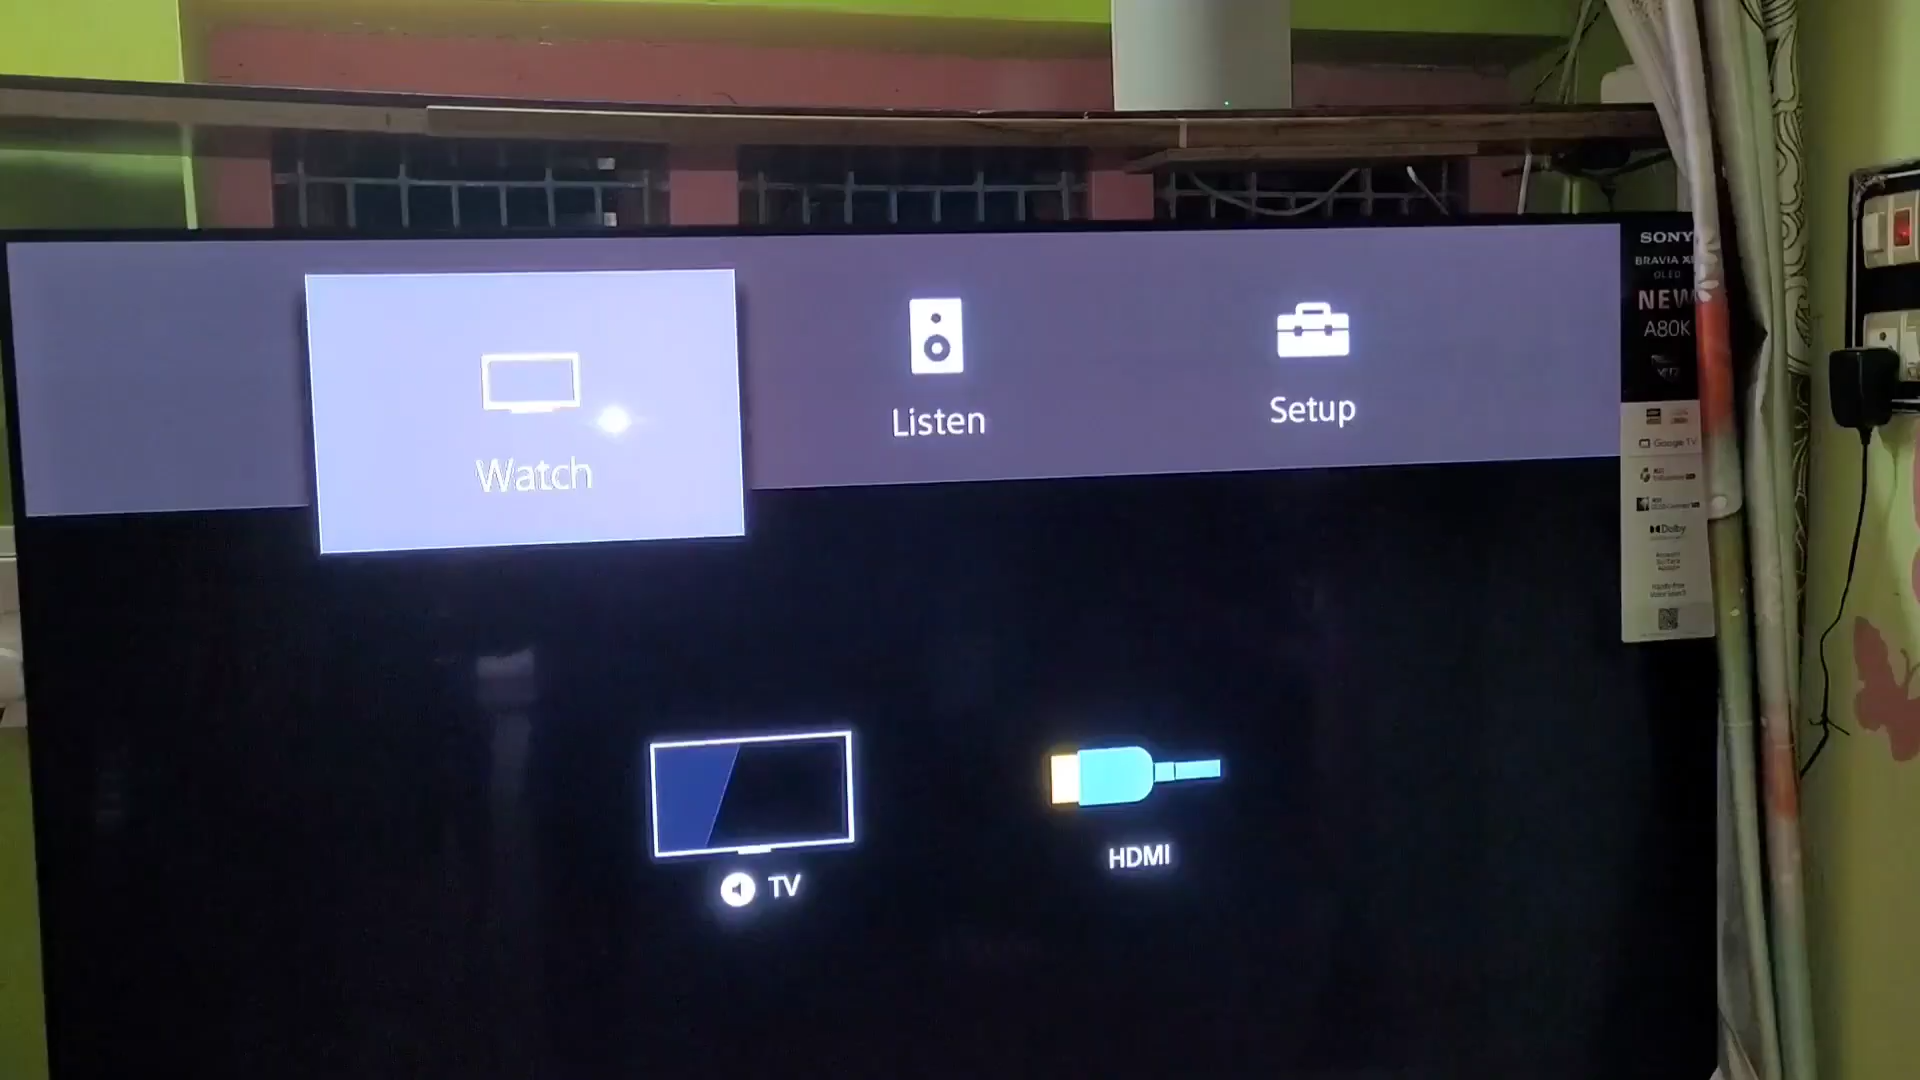 Watch
Listen
Setup
TV
HDMI
SONY
BRAVIA
OLED
NEW
A80K
Google TV
Dolby